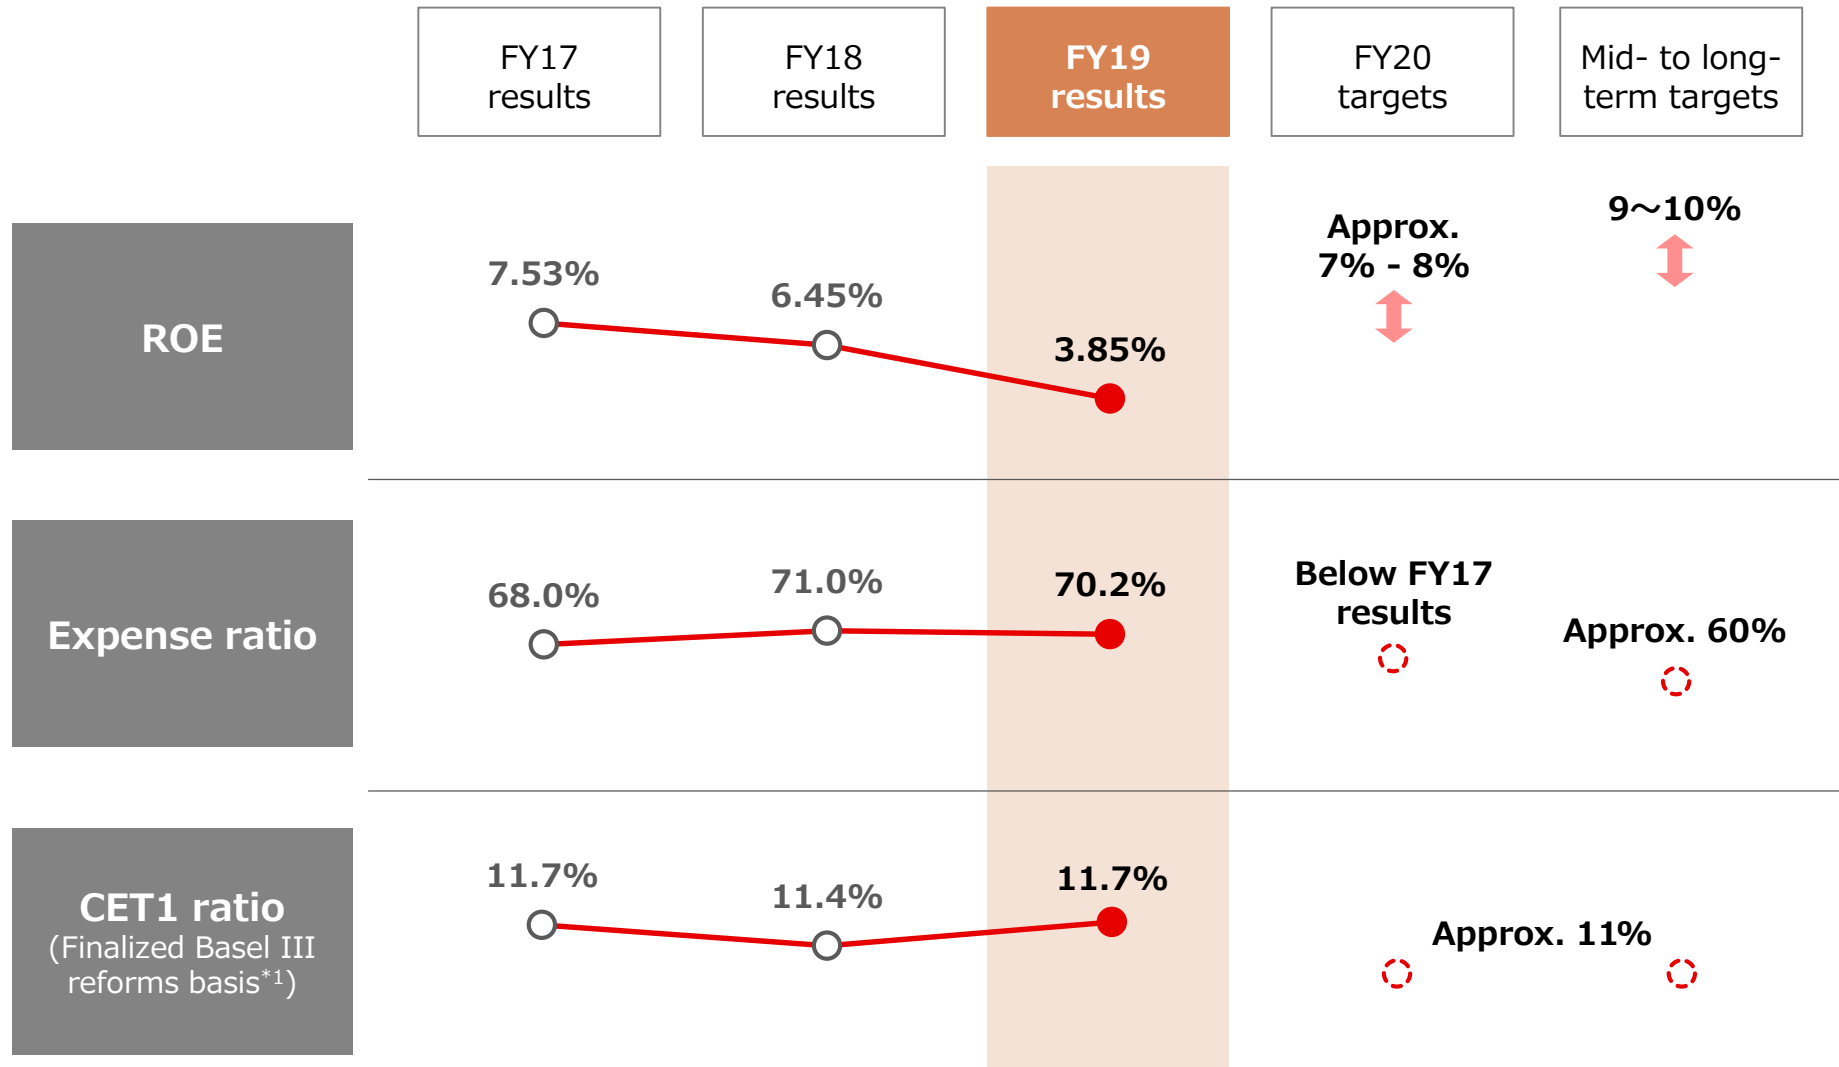 FY17
results
FY18
results
FY19
results
FY20
targets
Mid- to long-
term targets
ROE
7.53%
6.45%
3.85%
Approx.
7% - 8%
9～10%
Expense ratio
68.0%
71.0%
70.2%
Below FY17
results
Approx. 60%
CET1 ratio
(Finalized Basel III
reforms basis*1)
11.7%
11.4%
11.7%
Approx. 11%